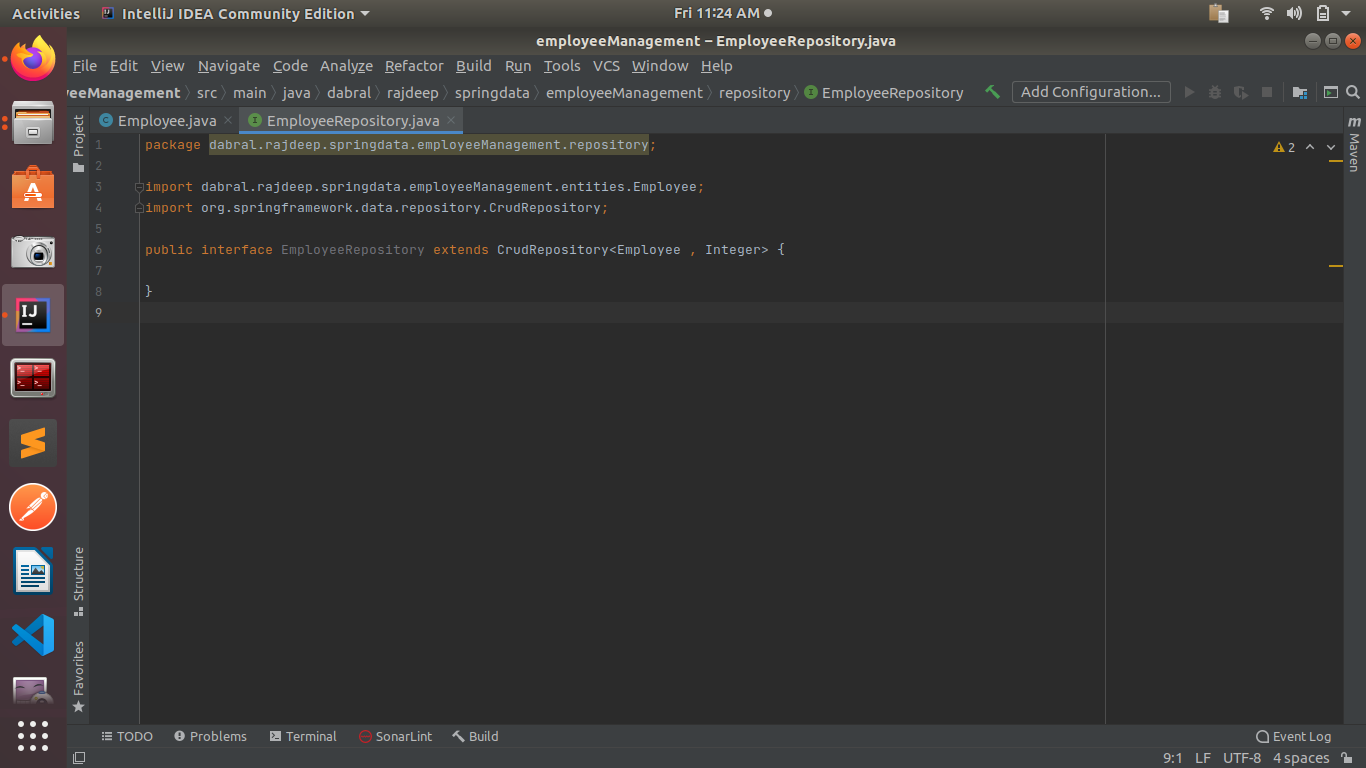 Activities
IntelliJ IDEA Community Edition
Fri 11:24 AM
employeeManagement – EmployeeRepository.java
File Edit View Navigate Code Analyze Refactor Build Run Tools VCS Window Help
yeeManagement src main java dabral rajdeep springdata employeeManagement repository I EmployeeRepository Add Configuration...
C Employee.java I EmployeeRepository.java
Project
Structure
Favorites
1 package dabral.rajdeep.springdata.employeeManagement.repository;
2
3 import dabral.rajdeep.springdata.employeeManagement.entities.Employee;
4 import org.springframework.data.repository.CrudRepository;
5
6 public interface EmployeeRepository extends CrudRepository<Employee , Integer> {
7
8 }
9
2
m Maven
IJ
TODO Problems Terminal SonarLint Build Event Log
9:1 LF UTF-8 4 spaces